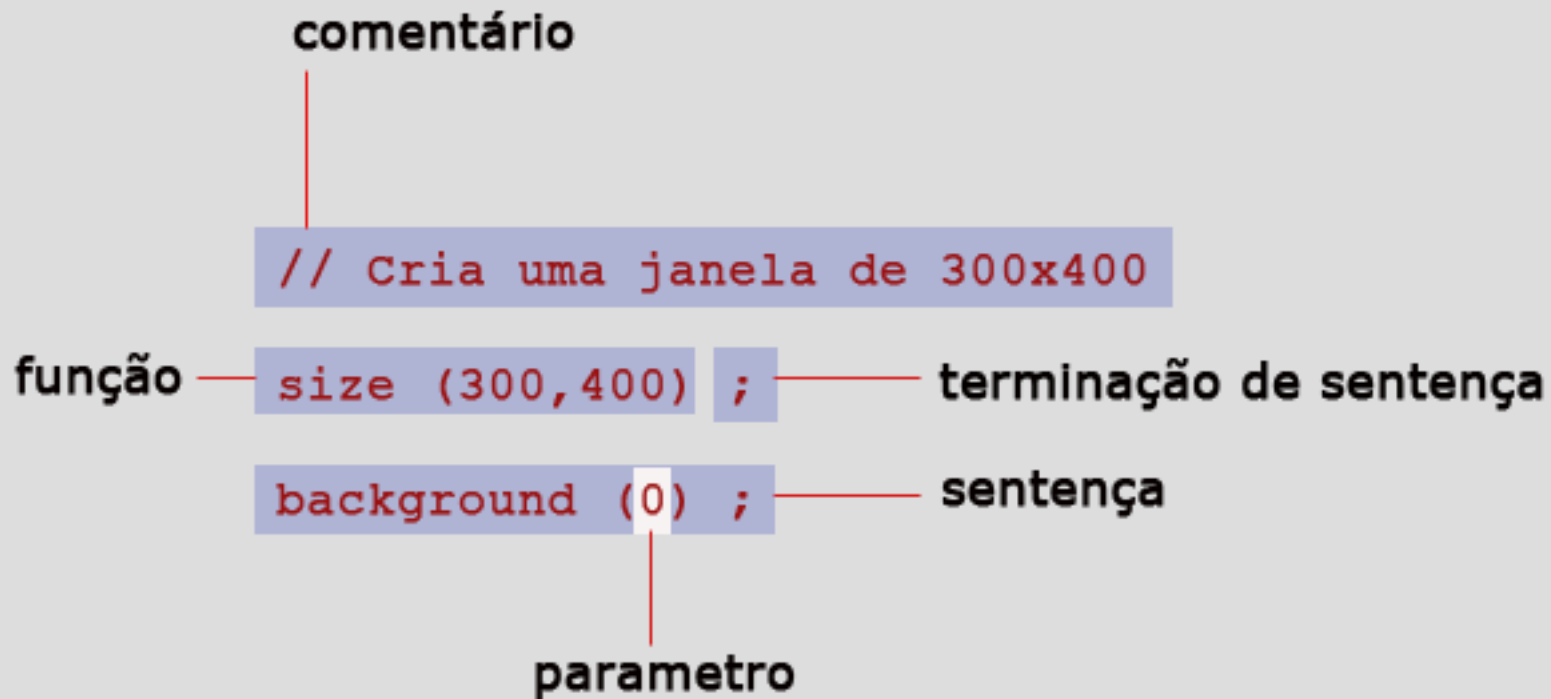 comentário
// Cria uma janela de 300x400
função size (300,400) ; terminação de sentença
background (0) ; sentença
parametro